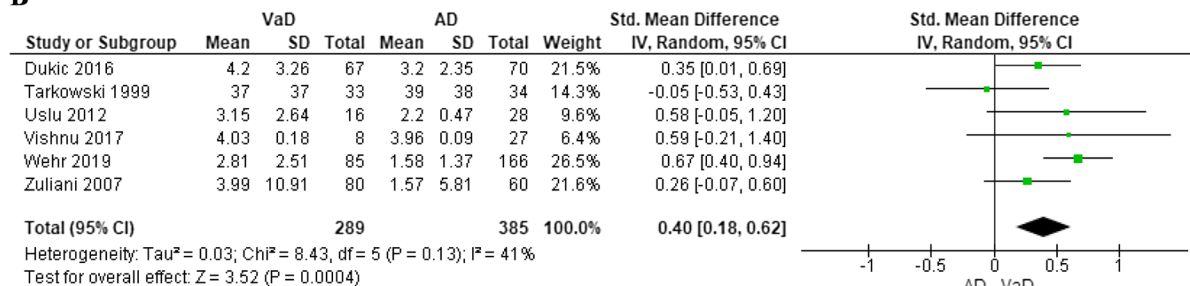 B
VaD AD Std. Mean Difference Std. Mean Difference
Study or Subgroup Mean SD Total Mean SD Total Weight IV, Random, 95% CI IV, Random, 95% CI
Dukic 2016 4.2 3.26 67 3.2 2.35 70 21.5% 0.35 [0.01, 0.69]
Tarkowski 1999 37 37 33 39 38 34 14.3% -0.05 [-0.53, 0.43]
Uslu 2012 3.15 2.64 16 2.2 0.47 28 9.6% 0.58 [-0.05, 1.20]
Vishnu 2017 4.03 0.18 8 3.96 0.09 27 6.4% 0.59 [-0.21, 1.40]
Wehr 2019 2.81 2.51 85 1.58 1.37 166 26.5% 0.67 [0.40, 0.94]
Zuliani 2007 3.99 10.91 80 1.57 5.81 60 21.6% 0.26 [-0.07, 0.60]
Total (95% CI) 289 385 100.0% 0.40 [0.18, 0.62]
Heterogeneity: Tau² = 0.03; Chi² = 8.43, df = 5 (P = 0.13); I² = 41%
Test for overall effect: Z = 3.52 (P = 0.0004)
-1 -0.5 0 0.5 1
AD VaD